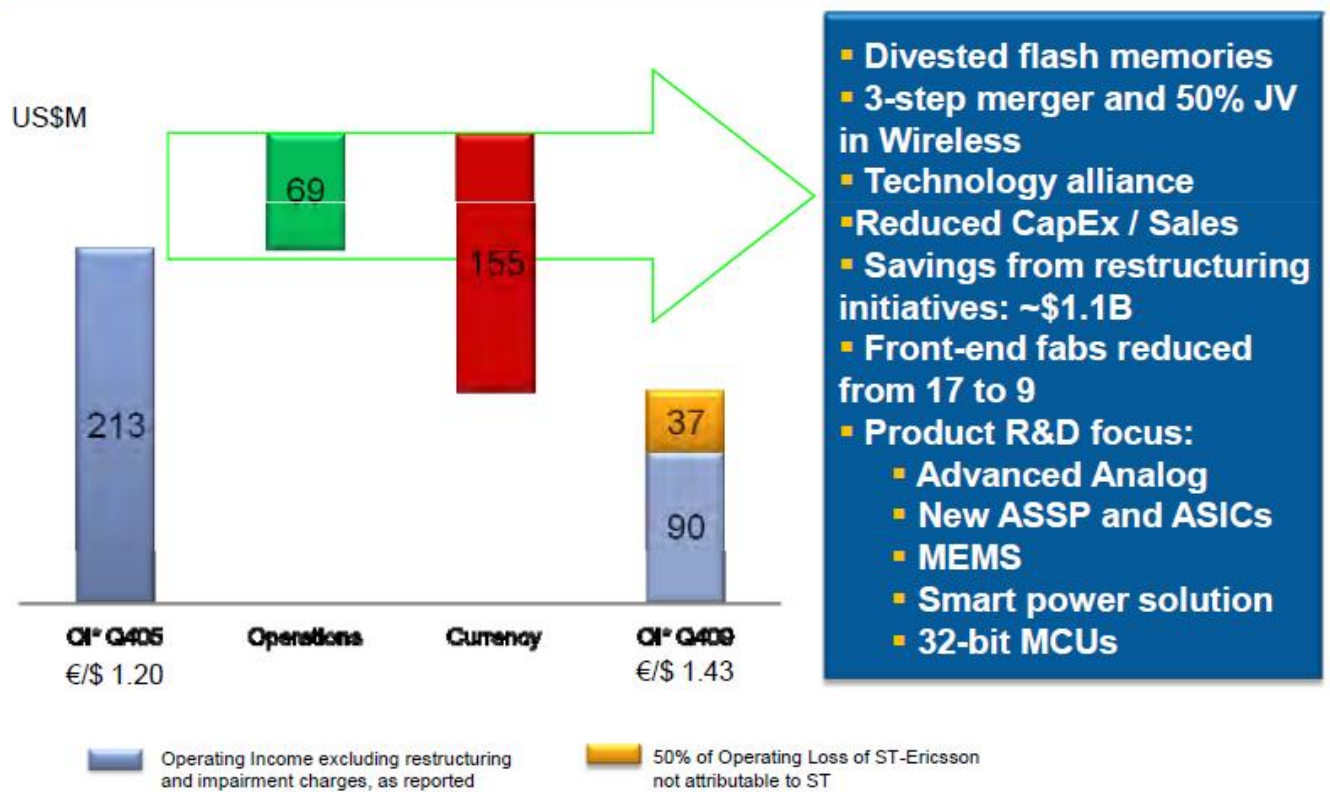 US$M
69
155
213
37
90
OI* Q405
Operations
Currency
OI* Q409
€/$ 1.20
€/$ 1.43
▪ Divested flash memories
▪ 3-step merger and 50% JV
in Wireless
▪ Technology alliance
▪Reduced CapEx / Sales
▪ Savings from restructuring
initiatives: ~$1.1B
▪ Front-end fabs reduced
from 17 to 9
▪ Product R&D focus:
▪ Advanced Analog
▪ New ASSP and ASICs
▪ MEMS
▪ Smart power solution
▪ 32-bit MCUs
Operating Income excluding restructuring
and impairment charges, as reported
50% of Operating Loss of ST-Ericsson
not attributable to ST